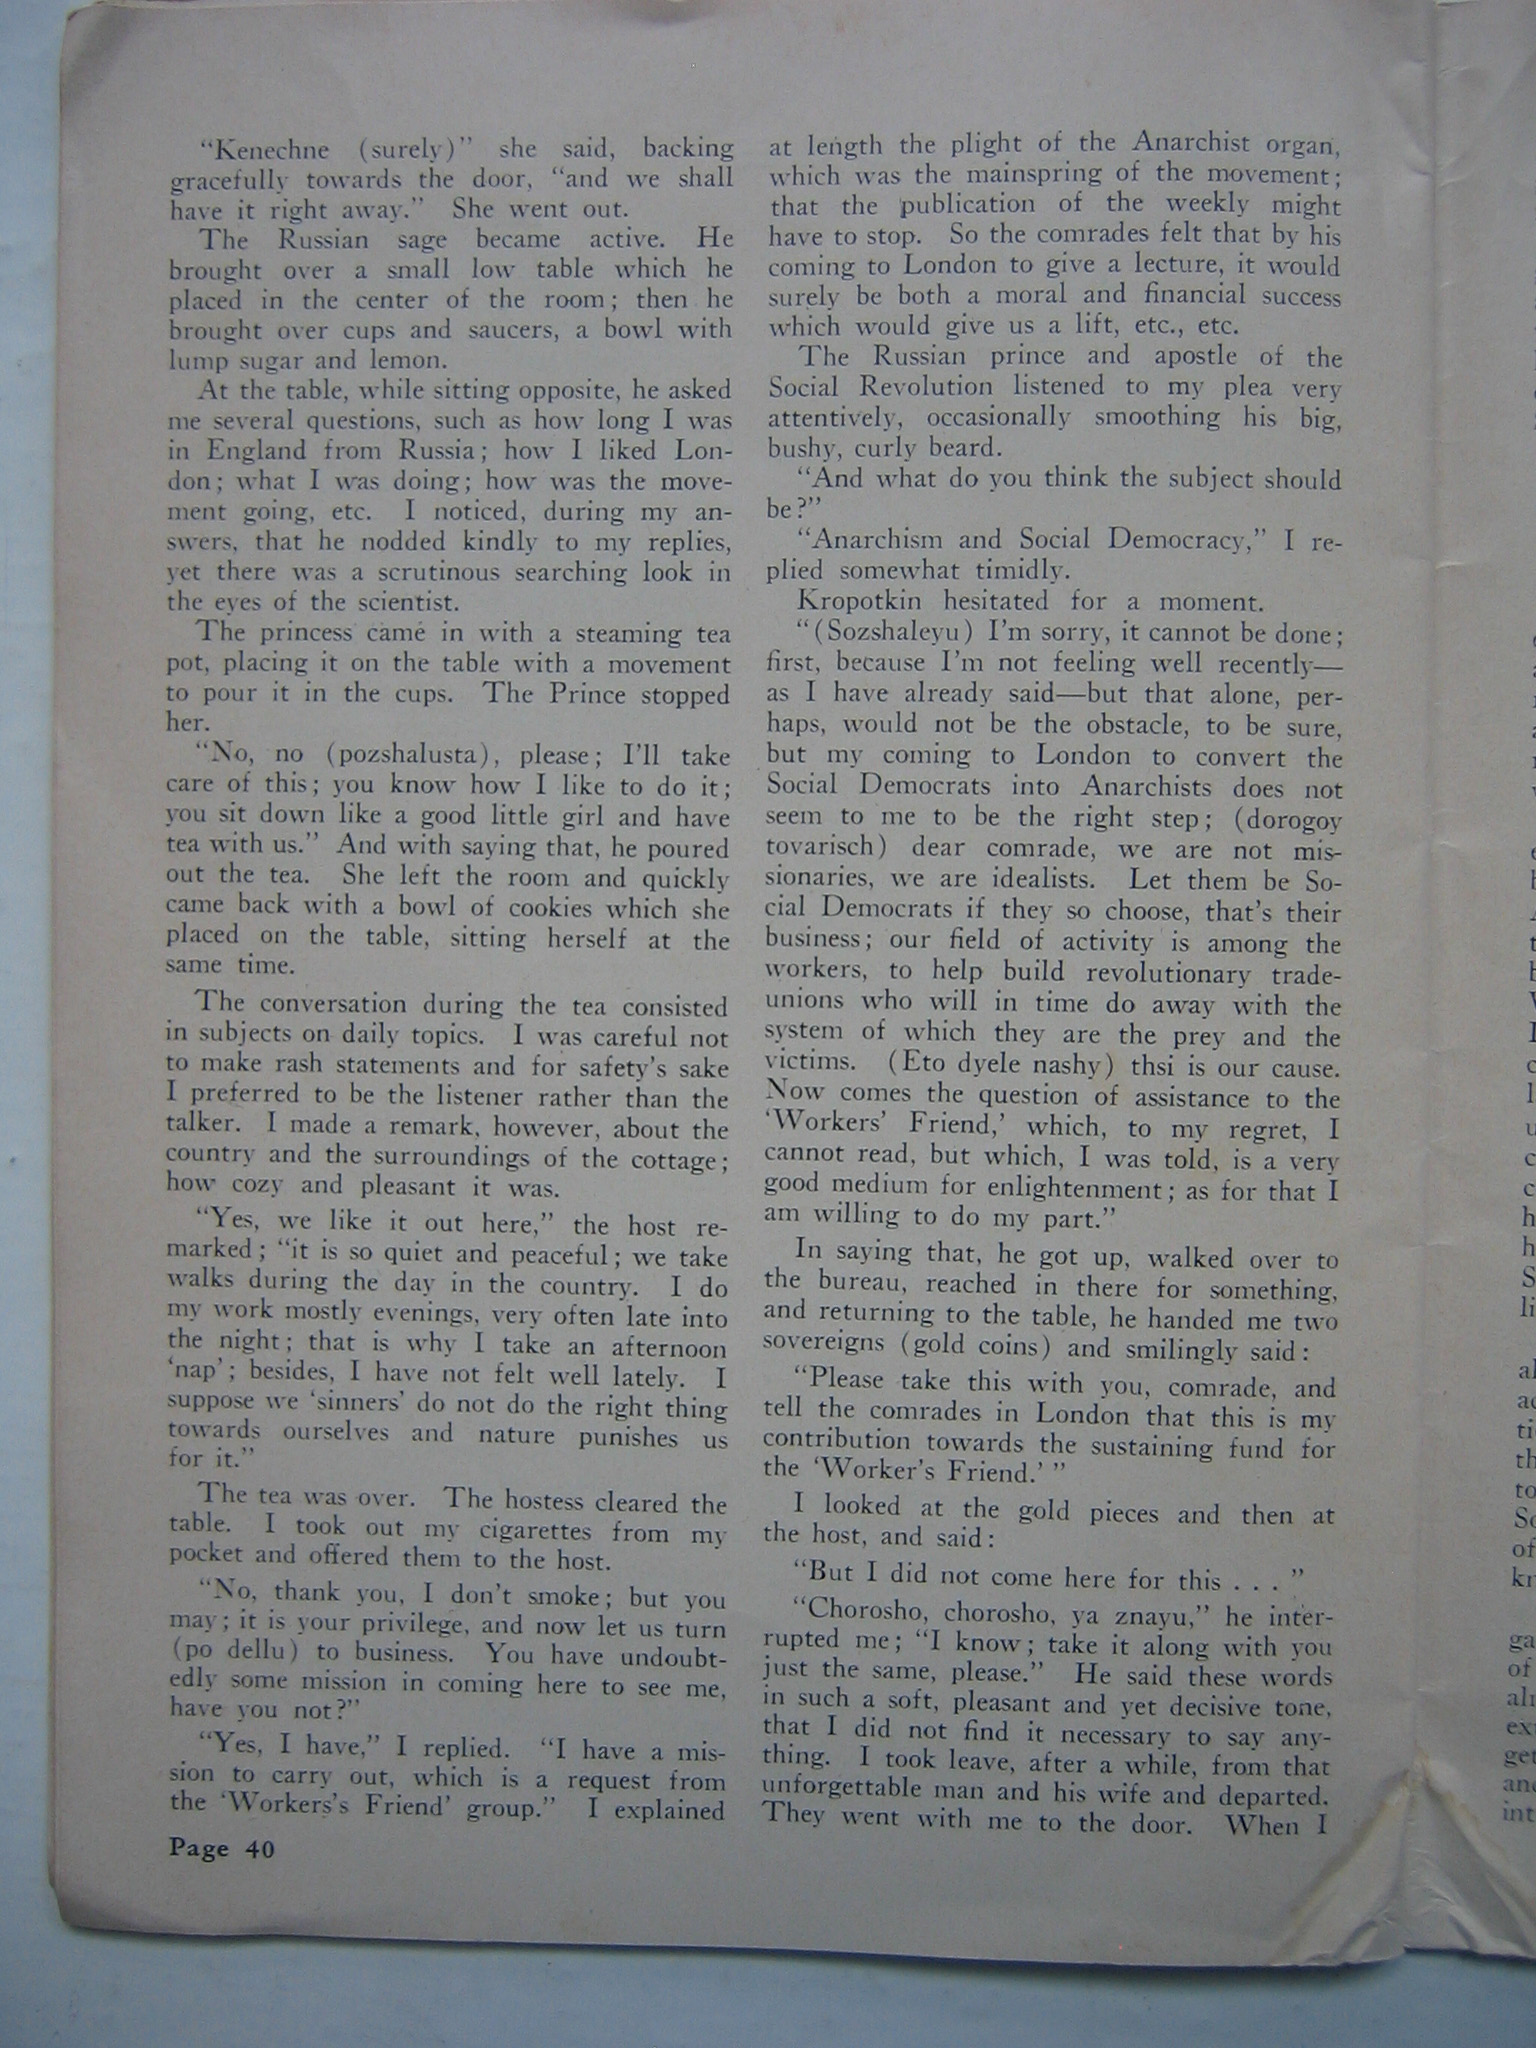 “Kenechne (surely)” she said, backing
gracefully towards the door, “and we shall
have it right away.” She went out.
The Russian sage became active. He
brought over a small low table which he
placed in the center of the room; then he
brought over cups and saucers, a bowl with
lump sugar and lemon.
At the table, while sitting opposite, he asked
me several questions, such as how long I was
in England from Russia; how I liked Lon-
don; what I was doing; how was the move-
ment going, etc. I noticed, during my an-
swers, that he nodded kindly to my replies,
yet there was a scrutinous searching look in
the eyes of the scientist.
The princess came in with a steaming tea
pot, placing it on the table with a movement
to pour it in the cups. The Prince stopped
her.
“No, no (pozshalusta), please; I’ll take
care of this; you know how I like to do it;
you sit down like a good little girl and have
tea with us.” And with saying that, he poured
out the tea. She left the room and quickly
came back with a bowl of cookies which she
placed on the table, sitting herself at the
same time.
The conversation during the tea consisted
in subjects on daily topics. I was careful not
to make rash statements and for safety’s sake
I preferred to be the listener rather than the
talker. I made a remark, however, about the
country and the surroundings of the cottage;
how cozy and pleasant it was.
“Yes, we like it out here,” the host re-
marked; “it is so quiet and peaceful; we take
walks during the day in the country. I do
my work mostly evenings, very often late into
the night; that is why I take an afternoon
‘nap’; besides, I have not felt well lately. I
suppose we ‘sinners’ do not do the right thing
towards ourselves and nature punishes us
for it.”
The tea was over. The hostess cleared the
table. I took out my cigarettes from my
pocket and offered them to the host.
“No, thank you, I don’t smoke; but you
may; it is your privilege, and now let us turn
(po dellu) to business. You have undoubt-
edly some mission in coming here to see me,
have you not?”
“Yes, I have,” I replied. “I have a mis-
sion to carry out, which is a request from
the ‘Workers’s Friend’ group.” I explained
Page 40
at length the plight of the Anarchist organ,
which was the mainspring of the movement;
that the publication of the weekly might
have to stop. So the comrades felt that by his
coming to London to give a lecture, it would
surely be both a moral and financial success
which would give us a lift, etc., etc.
The Russian prince and apostle of the
Social Revolution listened to my plea very
attentively, occasionally smoothing his big,
bushy, curly beard.
“And what do you think the subject should
be?”
“Anarchism and Social Democracy,” I re-
plied somewhat timidly.
Kropotkin hesitated for a moment.
“(Sozshaleyu) I’m sorry, it cannot be done;
first, because I’m not feeling well recently—
as I have already said—but that alone, per-
haps, would not be the obstacle, to be sure,
but my coming to London to convert the
Social Democrats into Anarchists does not
seem to me to be the right step; (dorogoy
tovarisch) dear comrade, we are not mis-
sionaries, we are idealists. Let them be So-
cial Democrats if they so choose, that’s their
business; our field of activity is among the
workers, to help build revolutionary trade-
unions who will in time do away with the
system of which they are the prey and the
victims. (Eto dyele nashy) thsi is our cause.
Now comes the question of assistance to the
‘Workers’ Friend,’ which, to my regret, I
cannot read, but which, I was told, is a very
good medium for enlightenment; as for that I
am willing to do my part.”
In saying that, he got up, walked over to
the bureau, reached in there for something,
and returning to the table, he handed me two
sovereigns (gold coins) and smilingly said:
“Please take this with you, comrade, and
tell the comrades in London that this is my
contribution towards the sustaining fund for
the ‘Worker’s Friend.’ ”
I looked at the gold pieces and then at
the host, and said:
“But I did not come here for this . . . ”
“Chorosho, chorosho, ya znayu,” he inter-
rupted me; “I know; take it along with you
just the same, please.” He said these words
in such a soft, pleasant and yet decisive tone,
that I did not find it necessary to say any-
thing. I took leave, after a while, from that
unforgettable man and his wife and departed.
They went with me to the door. When I